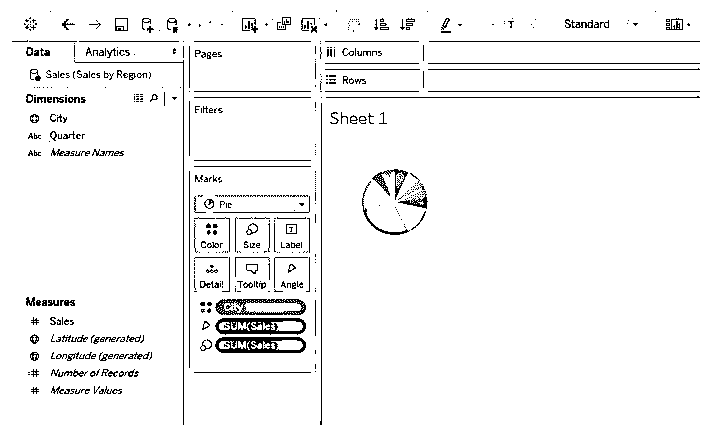 Standard
Data
Analytics
Sales (Sales by Region)
Dimensions
City
Abc Quarter
Abc Measure Names
Measures
# Sales
Latitude (generated)
Longitude (generated)
# Number of Records
# Measure Values
Pages
Filters
Marks
Pie
Color Size Label
Detail Tooltip Angle
City
SUM(Sales)
SUM(Sales)
Columns
Rows
Sheet 1